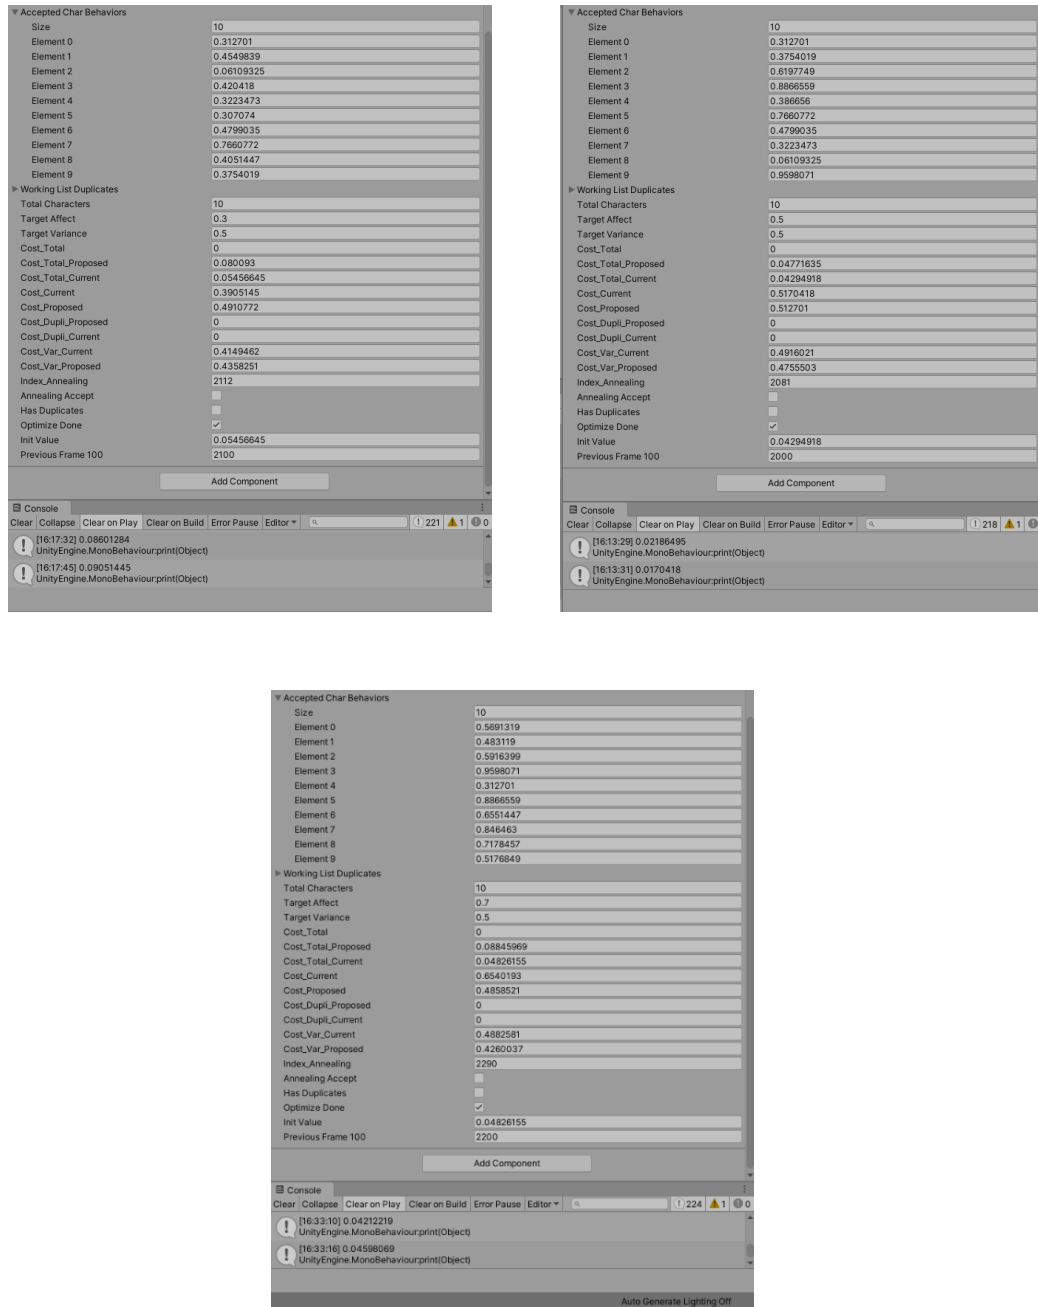 Accepted Char Behaviors
Size 10
Element 0 0.312701
Element 1 0.4549839
Element 2 0.06109325
Element 3 0.420418
Element 4 0.3223473
Element 5 0.307074
Element 6 0.4799035
Element 7 0.7660772
Element 8 0.4051447
Element 9 0.3754019
Working List Duplicates
Total Characters 10
Target Affect 0.3
Target Variance 0.5
Cost_Total 0
Cost_Total_Proposed 0.080093
Cost_Total_Current 0.05456645
Cost_Current 0.3905145
Cost_Proposed 0.4910772
Cost_Dupli_Proposed 0
Cost_Dupli_Current 0
Cost_Var_Current 0.4149462
Cost_Var_Proposed 0.4358251
Index_Annealing 2112
Annealing Accept
Has Duplicates
Optimize Done
Init Value 0.05456645
Previous Frame 100 2100
Add Component
Console
Clear Collapse Clear on Play Clear on Build Error Pause Editor 221 1 0
[16:17:32] 0.08601284
UnityEngine.MonoBehaviour:print(Object)
[16:17:45] 0.09051445
UnityEngine.MonoBehaviour:print(Object)
Accepted Char Behaviors
Size 10
Element 0 0.312701
Element 1 0.3754019
Element 2 0.6197749
Element 3 0.8866559
Element 4 0.386656
Element 5 0.7660772
Element 6 0.4799035
Element 7 0.3223473
Element 8 0.06109325
Element 9 0.9598071
Working List Duplicates
Total Characters 10
Target Affect 0.5
Target Variance 0.5
Cost_Total 0
Cost_Total_Proposed 0.04771635
Cost_Total_Current 0.04294918
Cost_Current 0.5170418
Cost_Proposed 0.512701
Cost_Dupli_Proposed 0
Cost_Dupli_Current 0
Cost_Var_Current 0.4916021
Cost_Var_Proposed 0.4755503
Index_Annealing 2081
Annealing Accept
Has Duplicates
Optimize Done
Init Value 0.04294918
Previous Frame 100 2000
Add Component
Console
Clear Collapse Clear on Play Clear on Build Error Pause Editor 218 1 0
[16:13:29] 0.02186495
UnityEngine.MonoBehaviour:print(Object)
[16:13:31] 0.0170418
UnityEngine.MonoBehaviour:print(Object)
Accepted Char Behaviors
Size 10
Element 0 0.5691319
Element 1 0.483119
Element 2 0.5916399
Element 3 0.9598071
Element 4 0.312701
Element 5 0.8866559
Element 6 0.6551447
Element 7 0.846463
Element 8 0.7178457
Element 9 0.5176849
Working List Duplicates
Total Characters 10
Target Affect 0.7
Target Variance 0.5
Cost_Total 0
Cost_Total_Proposed 0.08845969
Cost_Total_Current 0.04826155
Cost_Current 0.6540193
Cost_Proposed 0.4858521
Cost_Dupli_Proposed 0
Cost_Dupli_Current 0
Cost_Var_Current 0.4882581
Cost_Var_Proposed 0.4260037
Index_Annealing 2290
Annealing Accept
Has Duplicates
Optimize Done
Init Value 0.04826155
Previous Frame 100 2200
Add Component
Console
Clear Collapse Clear on Play Clear on Build Error Pause Editor 224 1 0
[16:33:10] 0.04212219
UnityEngine.MonoBehaviour:print(Object)
[16:33:16] 0.04598069
UnityEngine.MonoBehaviour:print(Object)
Auto Generate Lighting Off